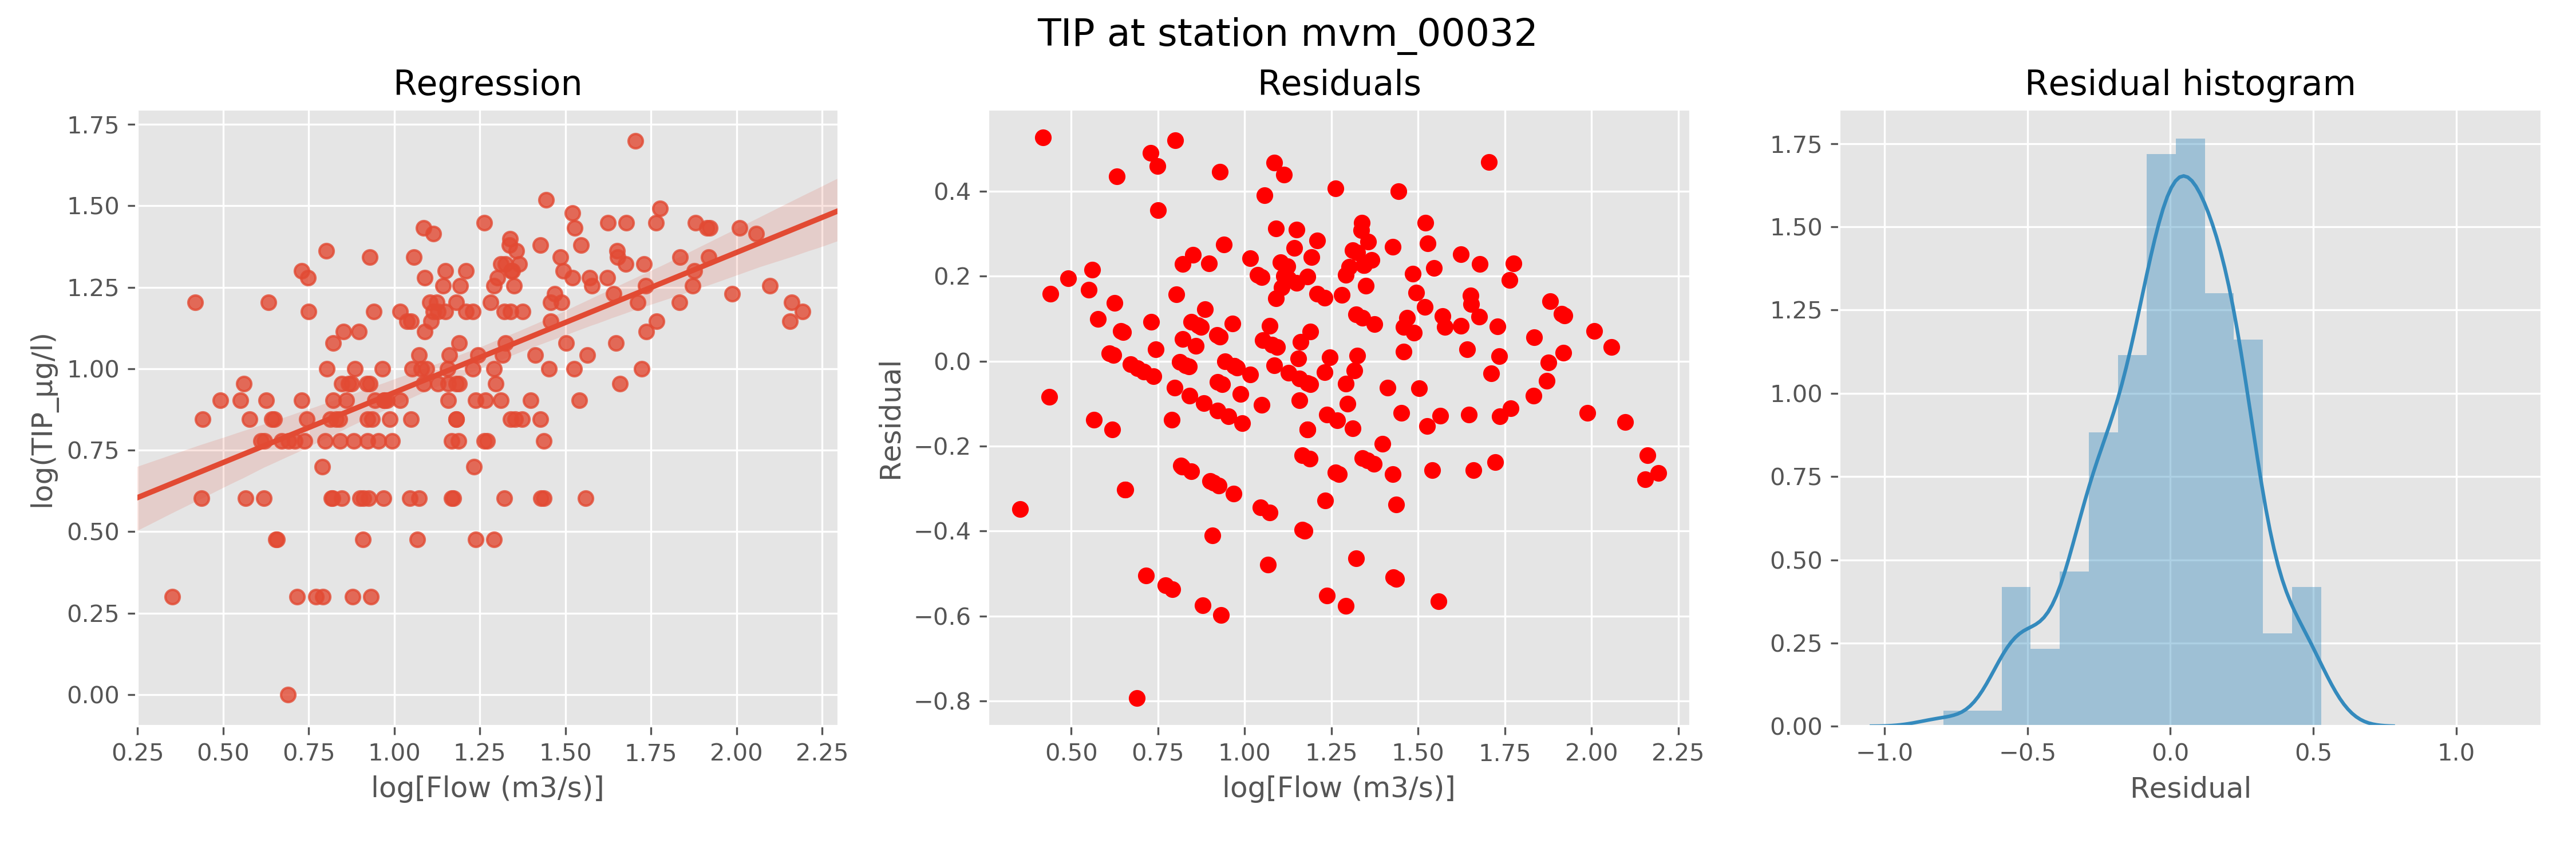 TIP at station mvm_00032
Regression
Residuals
Residual histogram
1.75
1.50
1.25
1.00
0.75
0.50
0.25
0.00
log(TIP_µg/l)
0.25 0.50 0.75 1.00 1.25 1.50 1.75 2.00 2.25
log[Flow (m3/s)]
0.4
0.2
0.0
−0.2
−0.4
−0.6
−0.8
Residual
0.50 0.75 1.00 1.25 1.50 1.75 2.00 2.25
log[Flow (m3/s)]
1.75
1.50
1.25
1.00
0.75
0.50
0.25
0.00
−1.0 −0.5 0.0 0.5 1.0
Residual